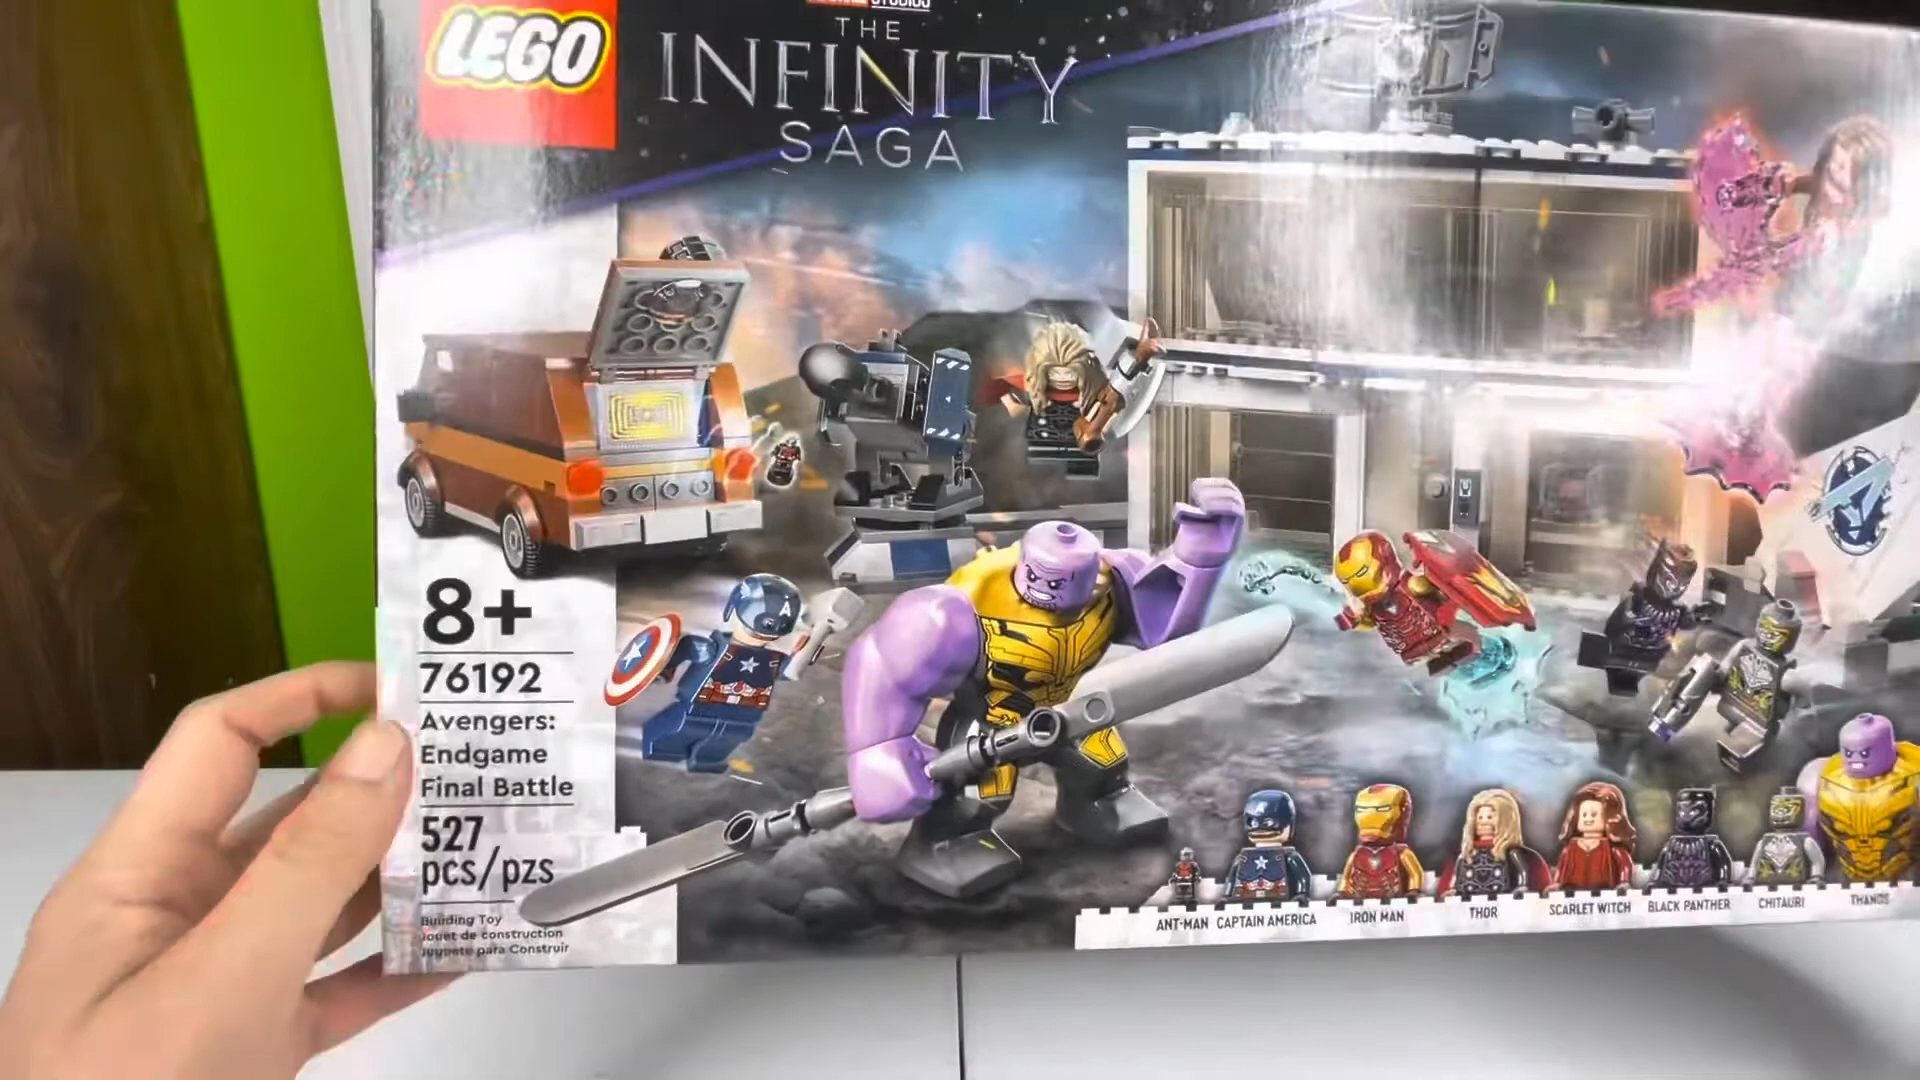 STUDIOS
LEGO
THE
INFINITY
SAGA
8+
76192
Avengers:
Endgame
Final Battle
527
pcs/pzs
Building Toy
Jouet de construction
Juguete para Construir
A
ANT-MAN CAPTAIN AMERICA IRON MAN THOR SCARLET WITCH BLACK PANTHER CHITAURI THANOS